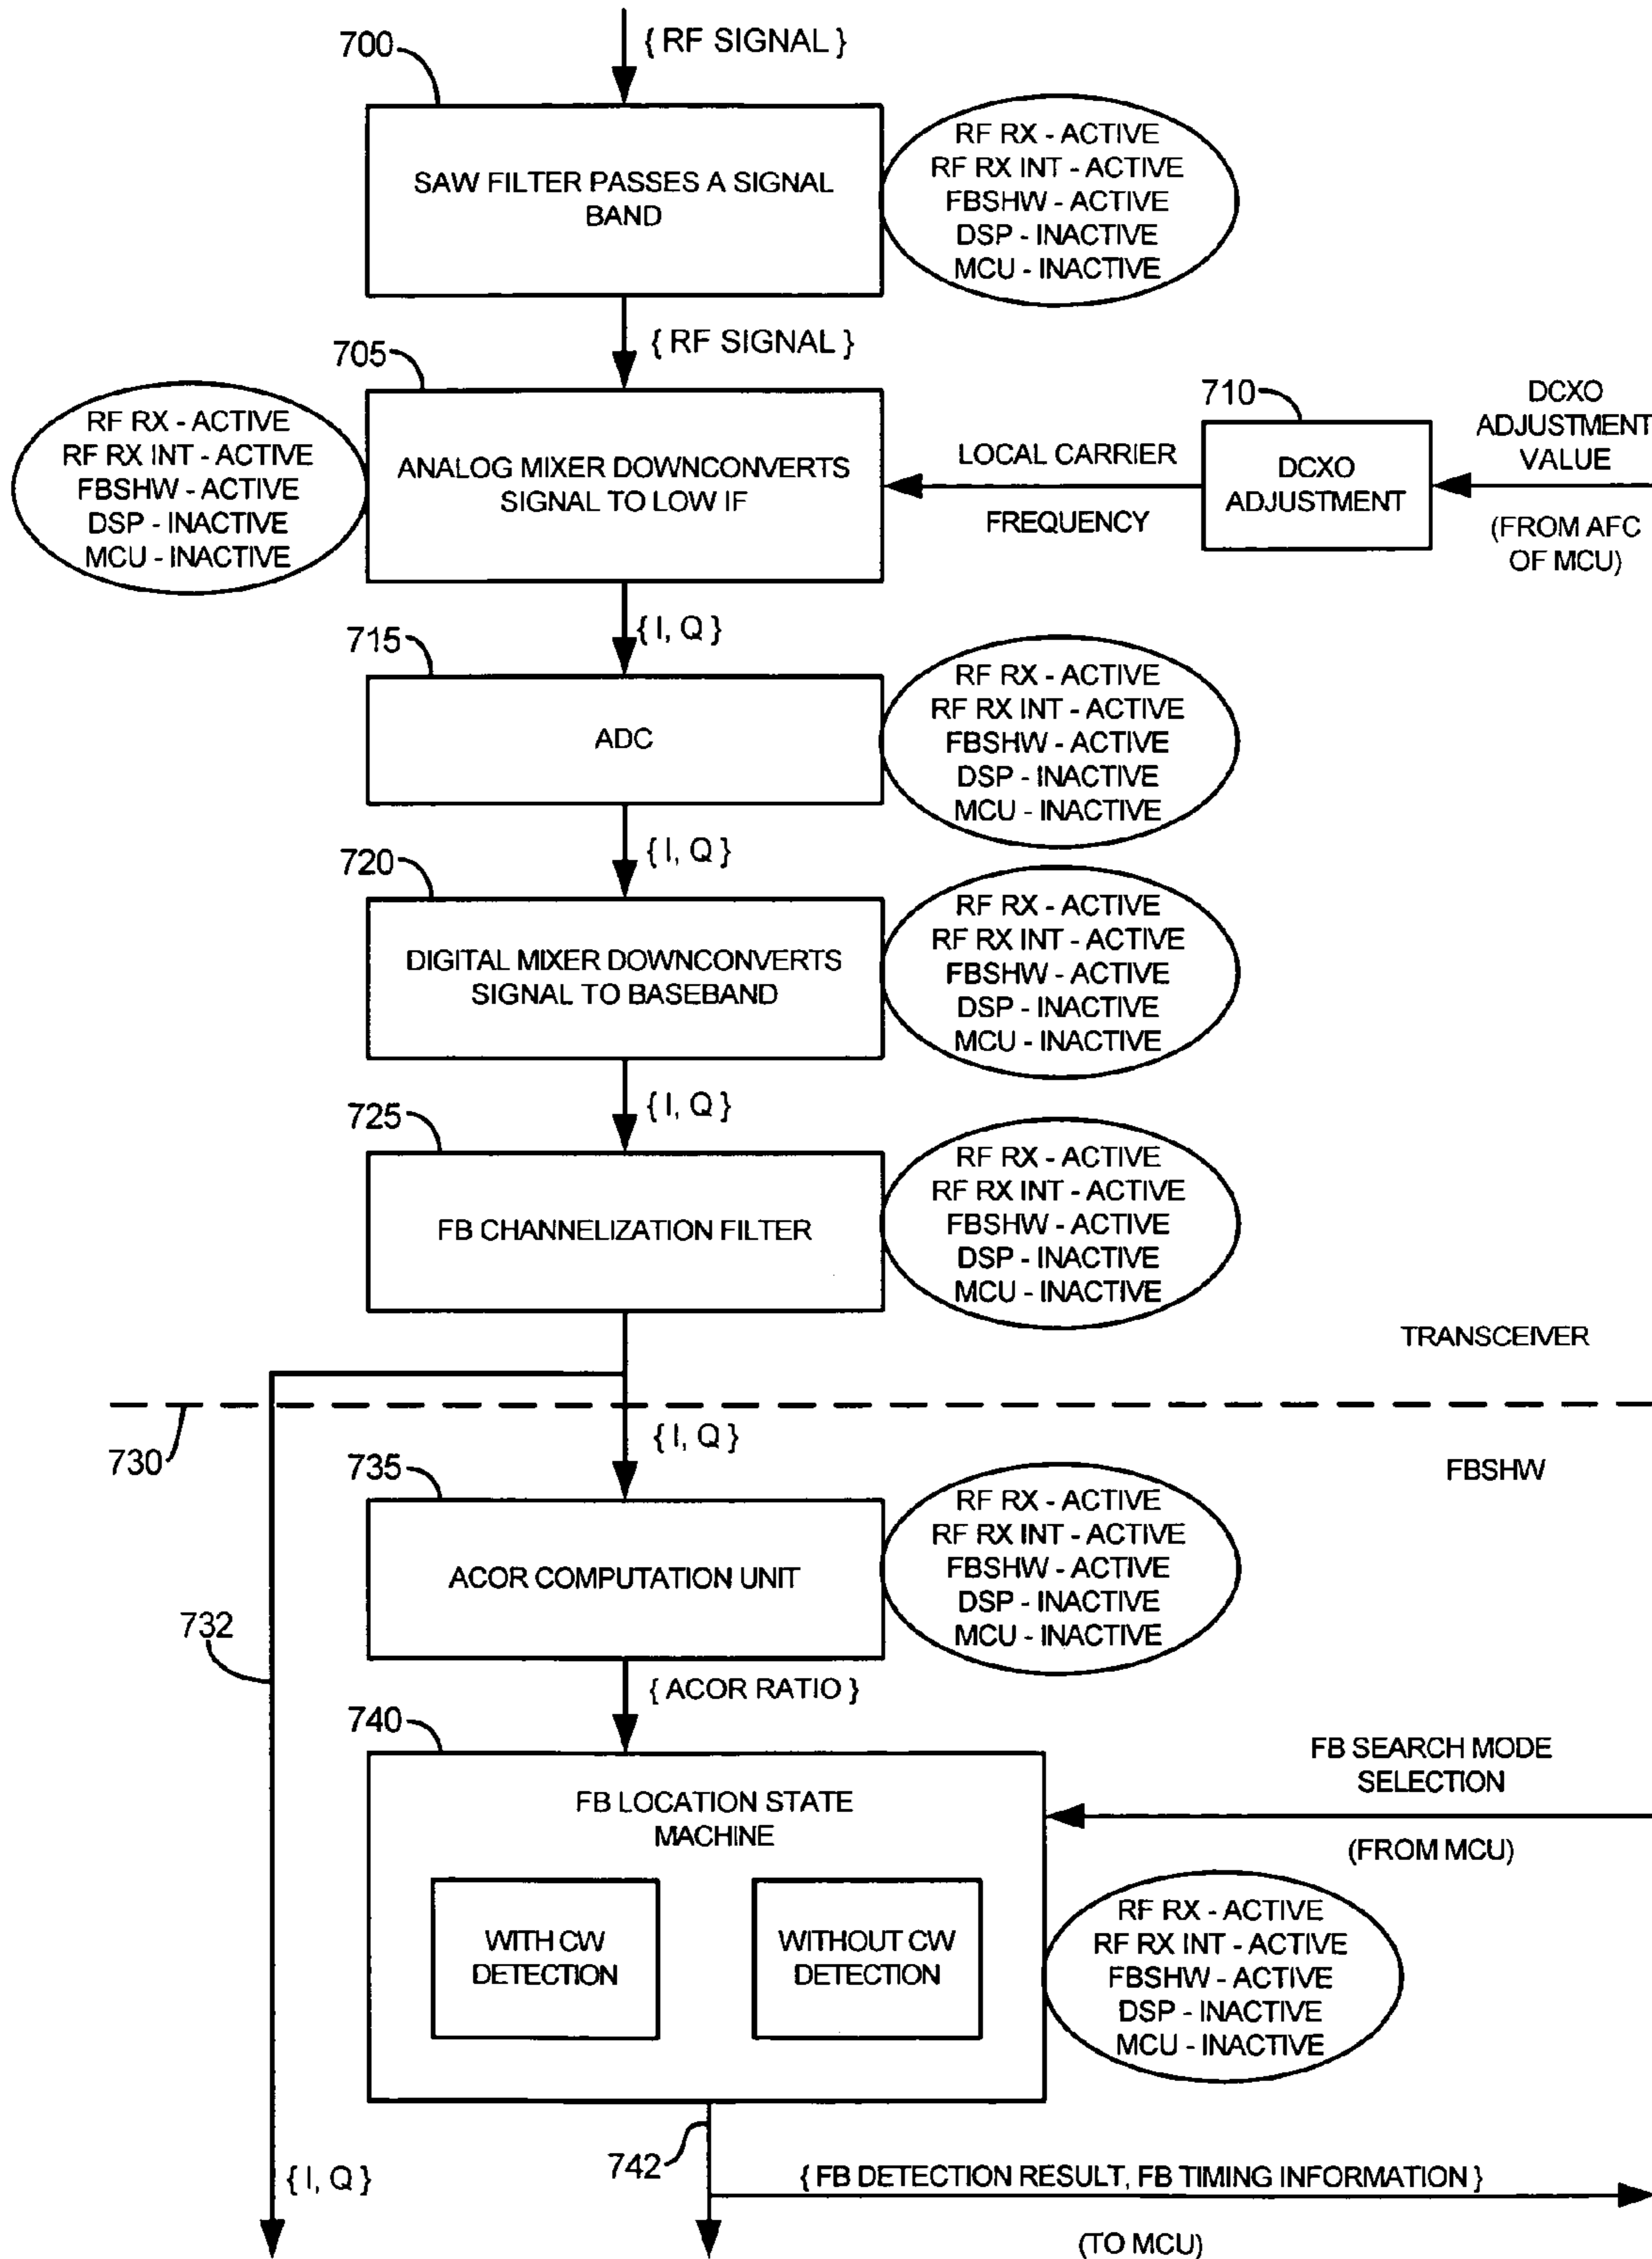 { RF SIGNAL }
700
SAW FILTER PASSES A SIGNAL
BAND
RF RX - ACTIVE
RF RX INT - ACTIVE
FBSHW - ACTIVE
DSP - INACTIVE
MCU - INACTIVE
{ RF SIGNAL }
705
RF RX - ACTIVE
RF RX INT - ACTIVE
FBSHW - ACTIVE
DSP - INACTIVE
MCU - INACTIVE
ANALOG MIXER DOWNCONVERTS
SIGNAL TO LOW IF
LOCAL CARRIER
FREQUENCY
710
DCXO
ADJUSTMENT
DCXO
ADJUSTMENT
VALUE
(FROM AFC
OF MCU)
{ I, Q }
715
ADC
RF RX - ACTIVE
RF RX INT - ACTIVE
FBSHW - ACTIVE
DSP - INACTIVE
MCU - INACTIVE
{ I, Q }
720
DIGITAL MIXER DOWNCONVERTS
SIGNAL TO BASEBAND
RF RX - ACTIVE
RF RX INT - ACTIVE
FBSHW - ACTIVE
DSP - INACTIVE
MCU - INACTIVE
{ I, Q }
725
FB CHANNELIZATION FILTER
RF RX - ACTIVE
RF RX INT - ACTIVE
FBSHW - ACTIVE
DSP - INACTIVE
MCU - INACTIVE
TRANSCEIVER
730
{ I, Q }
FBSHW
735
ACOR COMPUTATION UNIT
RF RX - ACTIVE
RF RX INT - ACTIVE
FBSHW - ACTIVE
DSP - INACTIVE
MCU - INACTIVE
732
{ ACOR RATIO }
740
FB LOCATION STATE
MACHINE
WITH CW
DETECTION
WITHOUT CW
DETECTION
FB SEARCH MODE
SELECTION
(FROM MCU)
RF RX - ACTIVE
RF RX INT - ACTIVE
FBSHW - ACTIVE
DSP - INACTIVE
MCU - INACTIVE
742
{ I, Q }
{ FB DETECTION RESULT, FB TIMING INFORMATION }
(TO MCU)